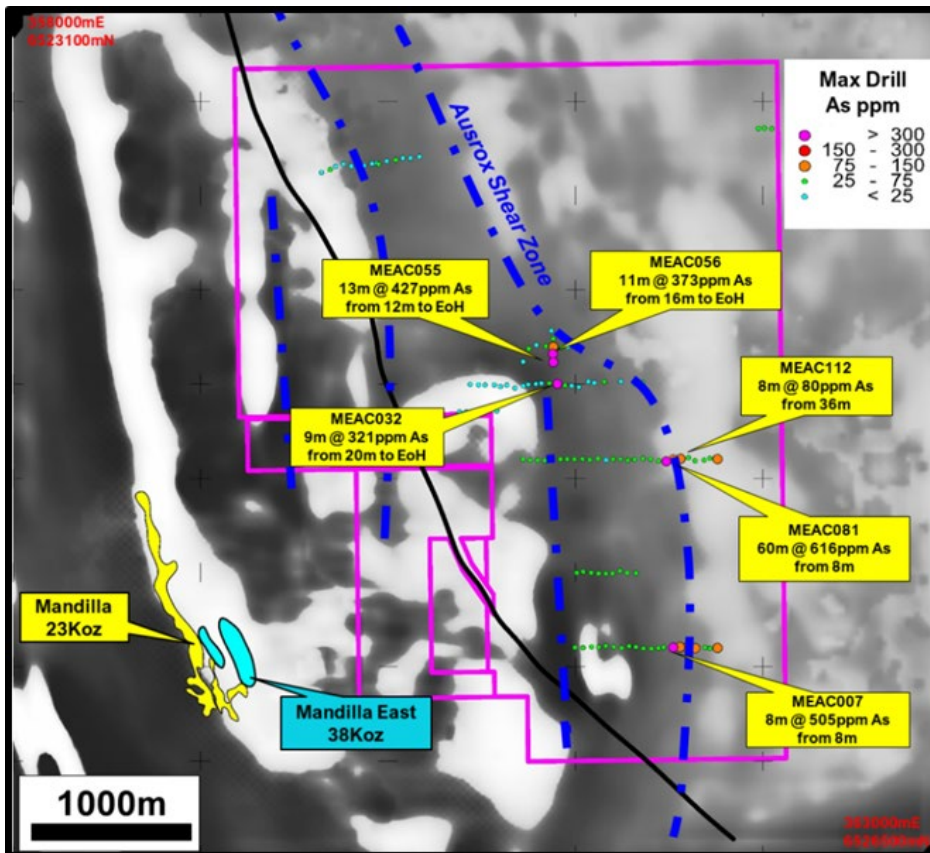 558000mE
6523100mN
Max Drill
As ppm
> 300
150 - 300
75 - 150
25 - 75
< 25
Ausrox Shear Zone
MEAC055
13m @ 427ppm As
from 12m to EoH
MEAC056
11m @ 373ppm As
from 16m to EoH
MEAC112
8m @ 80ppm As
from 36m
MEAC032
9m @ 321ppm As
from 20m to EoH
MEAC081
60m @ 616ppm As
from 8m
Mandilla
23Koz
Mandilla East
38Koz
MEAC007
8m @ 505ppm As
from 8m
1000m